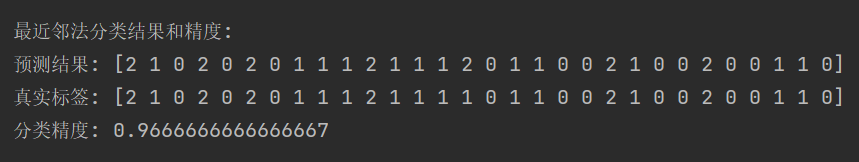 最近邻法分类结果和精度:
预测结果: [2 1 0 2 0 2 0 1 1 1 2 1 1 1 2 0 1 1 0 0 2 1 0 0 2 0 0 1 1 0]
真实标签: [2 1 0 2 0 2 0 1 1 1 2 1 1 1 1 0 1 1 0 0 2 1 0 0 2 0 0 1 1 0]
分类精度: 0.9666666666666667